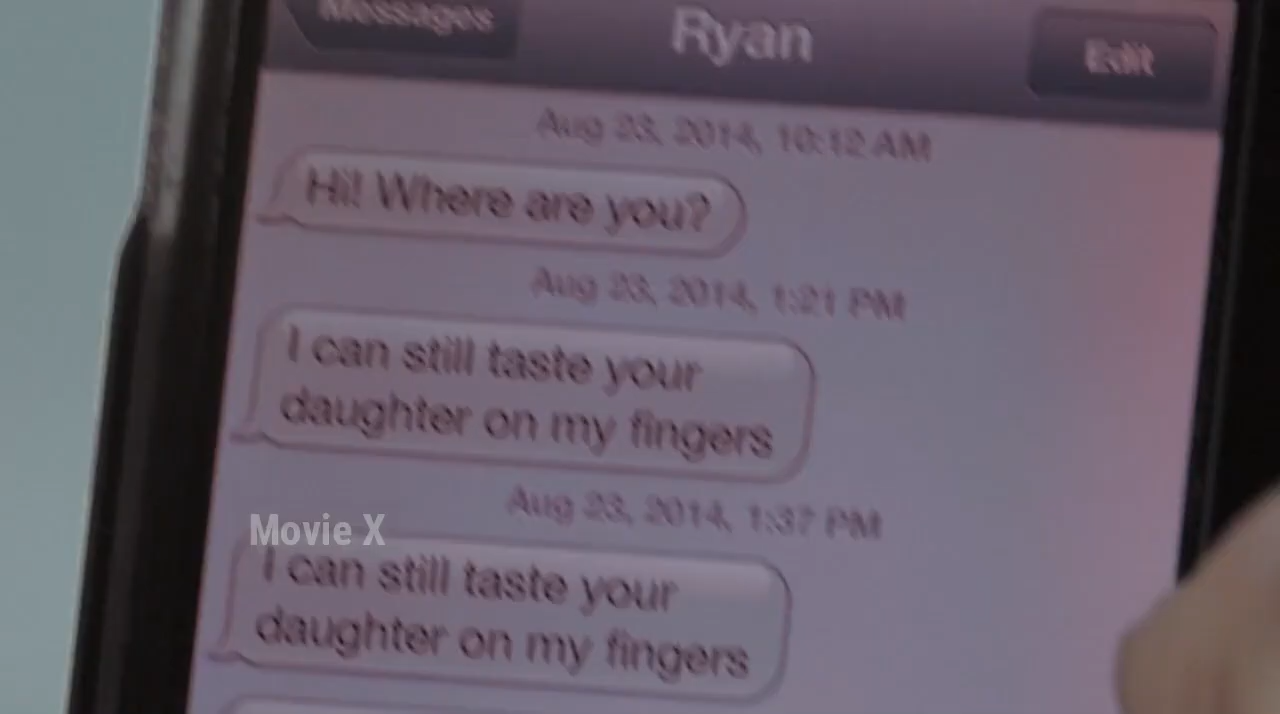 Messages
Ryan
Edit
Aug 23, 2014, 10:12 AM
Hi! Where are you?
Aug 23, 2014, 1:21 PM
I can still taste your
daughter on my fingers
Aug 23, 2014, 1:37 PM
Movie X
I can still taste your
daughter on my fingers